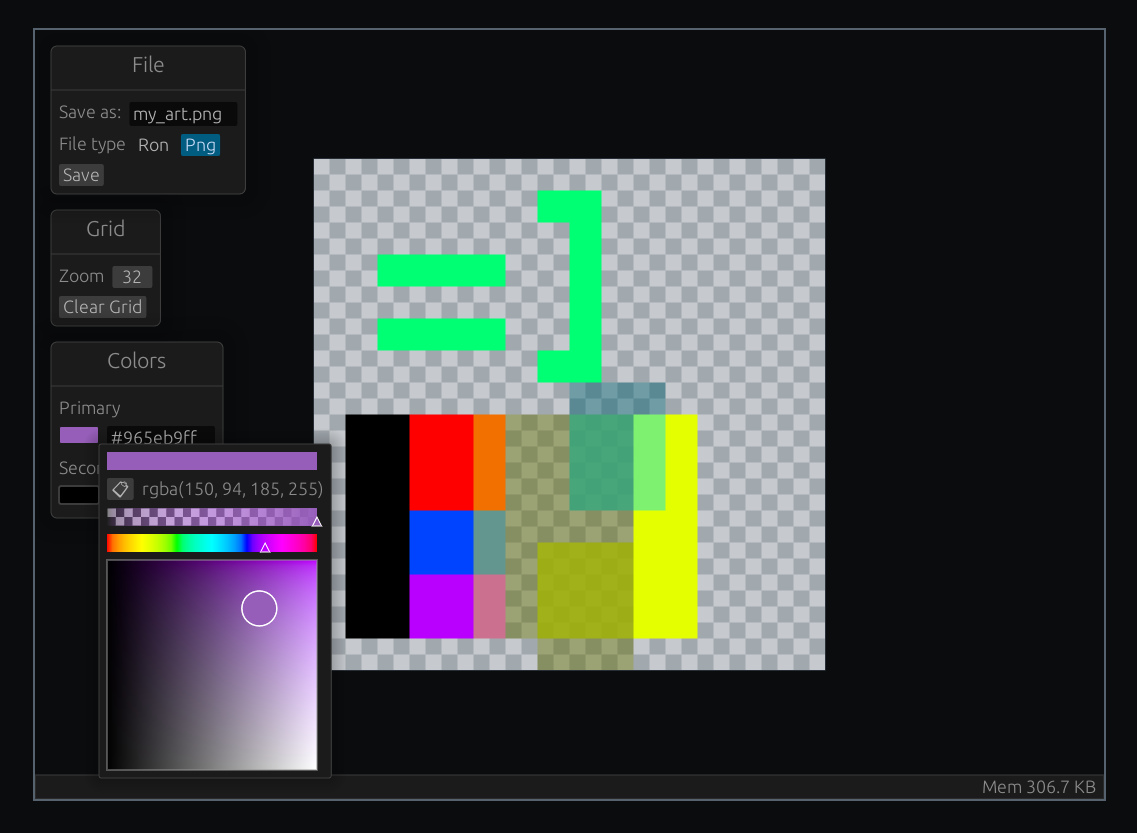 File
Save as: my_art.png
File type Ron Png
Save
Grid
Zoom 32
Clear Grid
Colors
Primary
#965eb9ff
rgba(150, 94, 185, 255)
Mem 306.7 KB